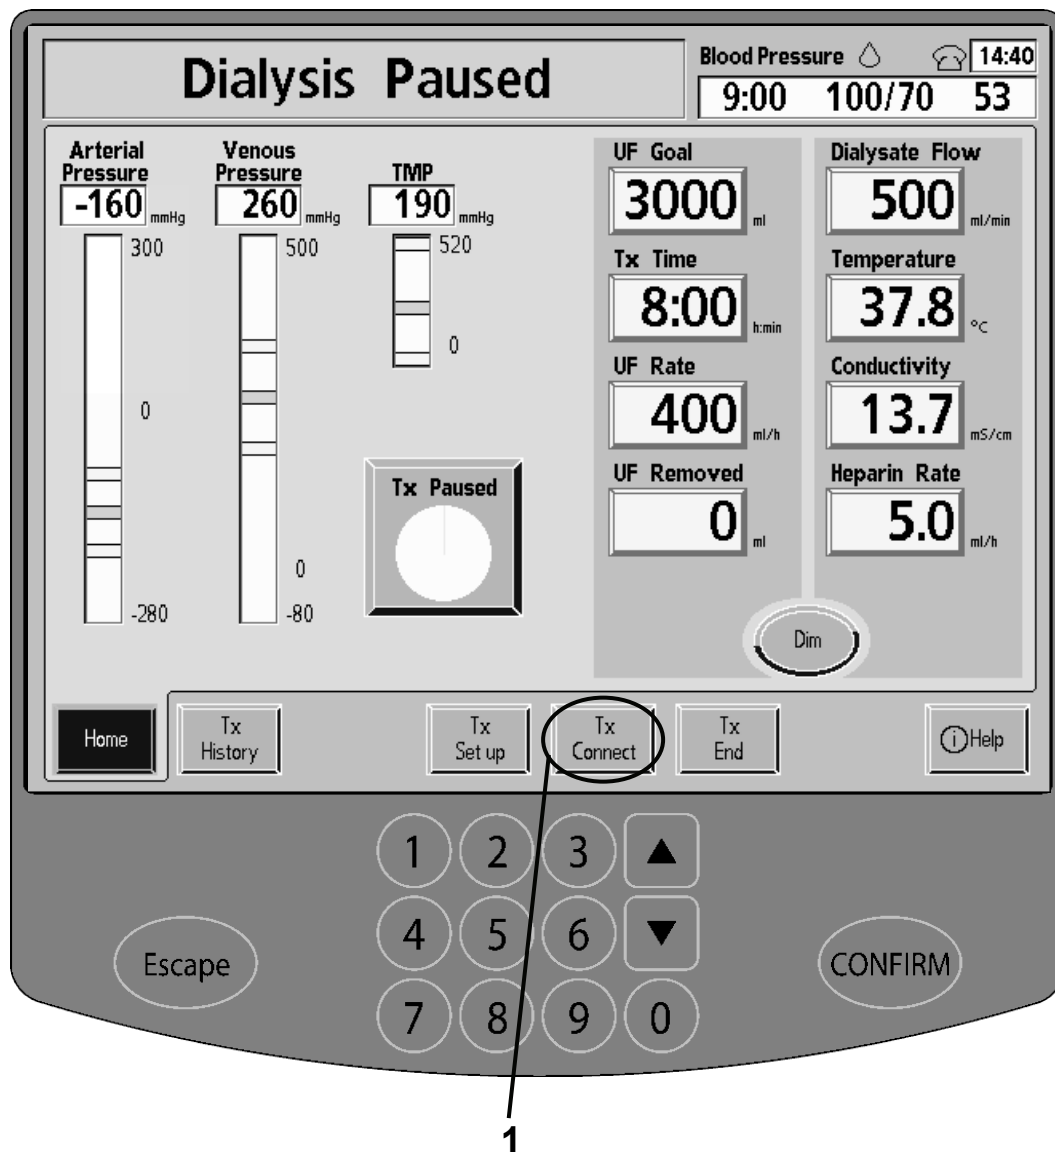 Dialysis Paused
Blood Pressure
14:40
9:00 100/70 53
Arterial
Pressure
-160 mmHg
300
0
-280
Venous
Pressure
260 mmHg
500
0
-80
TMP
190 mmHg
520
0
Tx Paused
UF Goal
3000 ml
Tx Time
8:00 h:min
UF Rate
400 ml/h
UF Removed
0 ml
Dialysate Flow
500 ml/min
Temperature
37.8 °C
Conductivity
13.7 mS/cm
Heparin Rate
5.0 ml/h
Dim
Home
Tx
History
Tx
Set up
Tx
Connect
Tx
End
i Help
1 2 3 ▲
4 5 6 ▼
7 8 9 0
Escape
CONFIRM
1